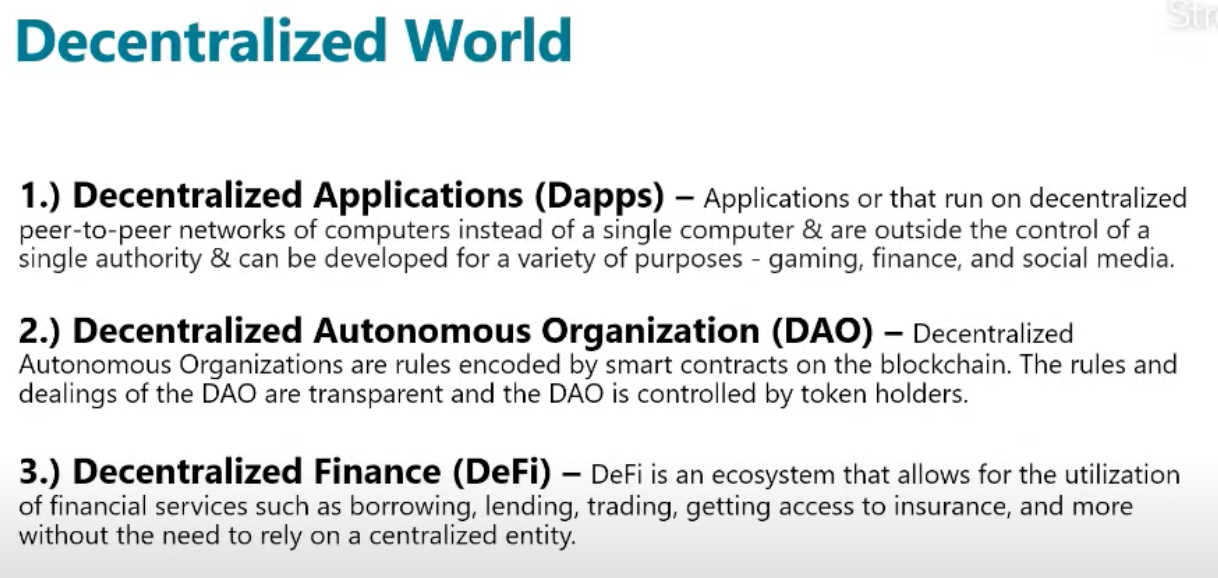 Decentralized World
1.) Decentralized Applications (Dapps) – Applications or that run on decentralized
peer-to-peer networks of computers instead of a single computer & are outside the control of a
single authority & can be developed for a variety of purposes - gaming, finance, and social media.
2.) Decentralized Autonomous Organization (DAO) – Decentralized
Autonomous Organizations are rules encoded by smart contracts on the blockchain. The rules and
dealings of the DAO are transparent and the DAO is controlled by token holders.
3.) Decentralized Finance (DeFi) – DeFi is an ecosystem that allows for the utilization
of financial services such as borrowing, lending, trading, getting access to insurance, and more
without the need to rely on a centralized entity.